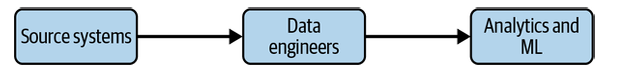 Source systems
Data
engineers
Analytics and
ML